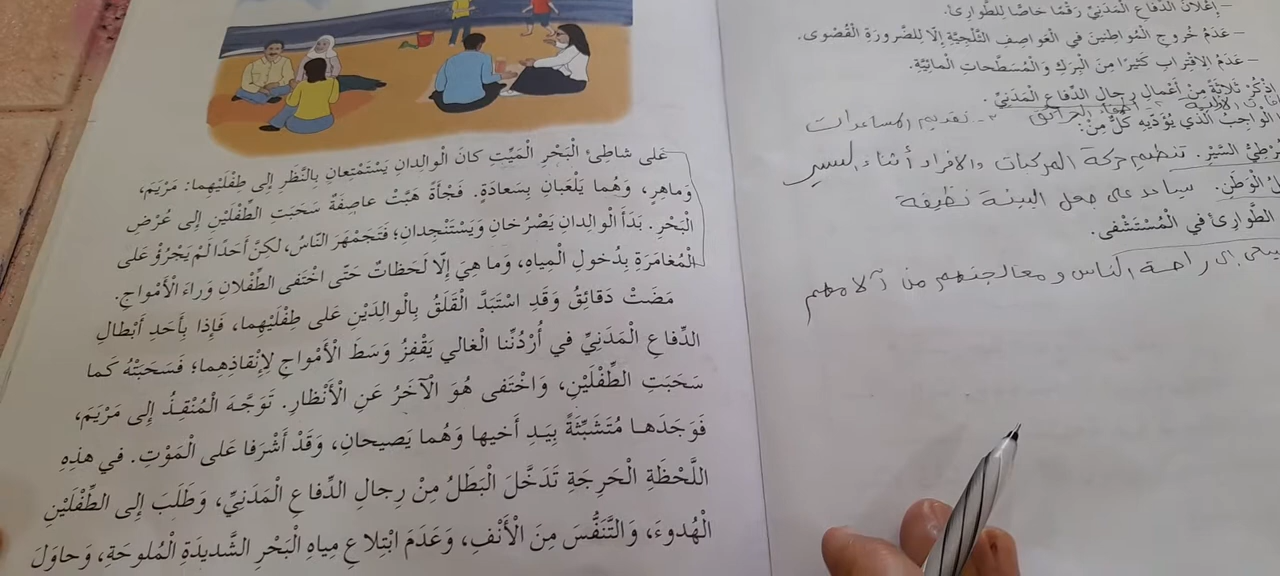 – إِعْلانُ الدِّفاعِ الْمَدَنِيِّ رَقْمًا خاصًّا لِلطَّوارِئِ.
– عَدَمُ خُروجِ الْمُواطِنينَ في الْعَواصِفِ الثَّلْجِيَّةِ إِلّا لِلضَّرورَةِ الْقُصْوى.
– عَدَمُ الِاقْتِرابِ كَثيرًا مِنَ الْبِرَكِ وَالْمُسَطَّحاتِ الْمائِيَّةِ.
اُذْكُرْ ثَلاثَةً مِنْ أَعْمالِ رِجالِ الدِّفاعِ الْمَدَنِيِّ.
اطفاء الحرائق ٣- تقديم المساعدات
الْواجِبُ الَّذي يُؤَدّيهِ كُلٌّ مِنْ:
السَّيْرِ. تنظيم حركة المركبات والافراد أثناء السير
الْوَطَنِ. يساعد على جعل البيئة نظيفة
الطَّوارِئِ في الْمُسْتَشْفى.
راحة الناس ومعالجتهم من آلامهم
عَلى شاطِئِ الْبَحْرِ الْمَيِّتِ كانَ الْوالِدانِ يَسْتَمْتِعانِ بِالنَّظَرِ إِلى طِفْلَيْهِما: مَرْيَمَ،
وَماهِرٍ، وَهُما يَلْعَبانِ بِسَعادَةٍ. فَجْأَةً هَبَّتْ عاصِفَةٌ سَحَبَتِ الطِّفْلَيْنِ إِلى عُرْضِ
الْبَحْرِ. بَدَأَ الْوالِدانِ يَصْرُخانِ وَيَسْتَنْجِدانِ؛ فَتَجَمْهَرَ النّاسُ، لكِنَّ أَحَدًا لَمْ يَجْرُؤْ عَلى
الْمُغامَرَةِ بِدُخولِ الْمِياهِ، وَما هِيَ إِلّا لَحَظاتٌ حَتّى اخْتَفى الطِّفْلانِ وَراءَ الْأَمْواجِ.
مَضَتْ دَقائِقُ وَقَدِ اسْتَبَدَّ الْقَلَقُ بِالْوالِدَيْنِ عَلى طِفْلَيْهِما، فَإِذا بِأَحَدِ أَبْطالِ
الدِّفاعِ الْمَدَنِيِّ في أُرْدُنِّنا الْغالي يَقْفِزُ وَسَطَ الْأَمْواجِ لِإِنْقاذِهِما؛ فَسَحَبَتْهُ كَما
سَحَبَتِ الطِّفْلَيْنِ، وَاخْتَفى هُوَ الْآخَرُ عَنِ الْأَنْظارِ. تَوَجَّهَ الْمُنْقِذُ إِلى مَرْيَمَ،
فَوَجَدَها مُتَشَبِّثَةً بِيَدِ أَخيها وَهُما يَصيحانِ، وَقَدْ أَشْرَفا عَلى الْمَوْتِ. في هذِهِ
اللَّحْظَةِ الْحَرِجَةِ تَدَخَّلَ الْبَطَلُ مِنْ رِجالِ الدِّفاعِ الْمَدَنِيِّ، وَطَلَبَ إِلى الطِّفْلَيْنِ
الْهُدوءَ، وَالتَّنَفُّسَ مِنَ الْأَنْفِ، وَعَدَمَ ابْتِلاعِ مِياهِ الْبَحْرِ الشَّديدَةِ الْمُلوحَةِ، وَحاوَلَ